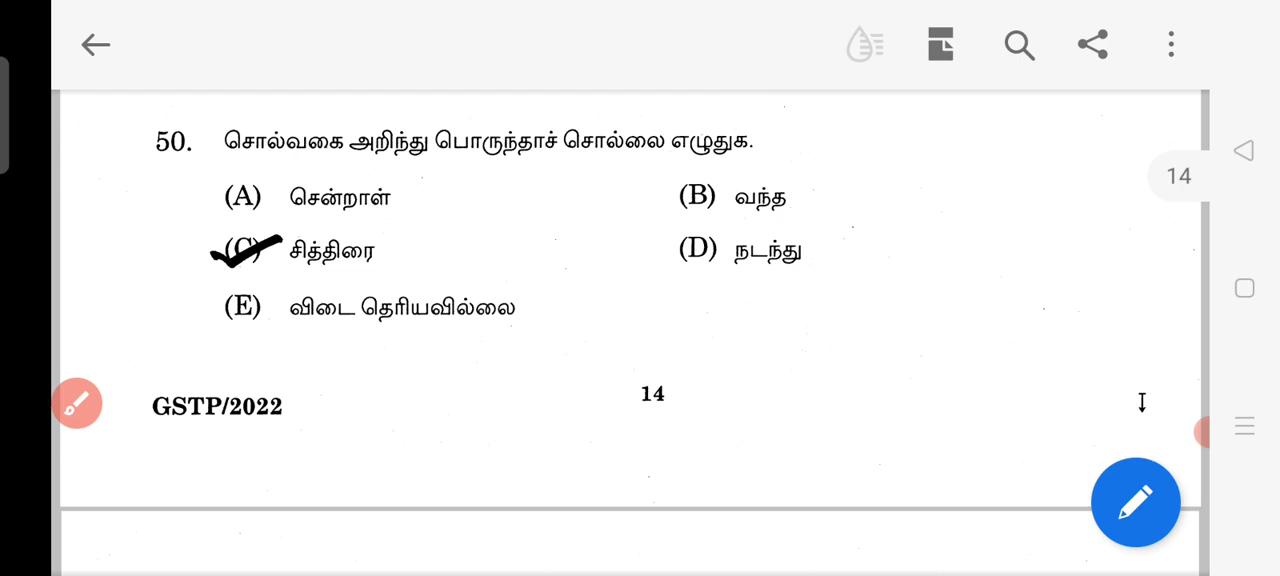 14
50. சொல்வகை அறிந்து பொருந்தாச் சொல்லை எழுதுக.
(A) சென்றாள் (B) வந்த
(C) சித்திரை (D) நடந்து
(E) விடை தெரியவில்லை
GSTP/2022 14